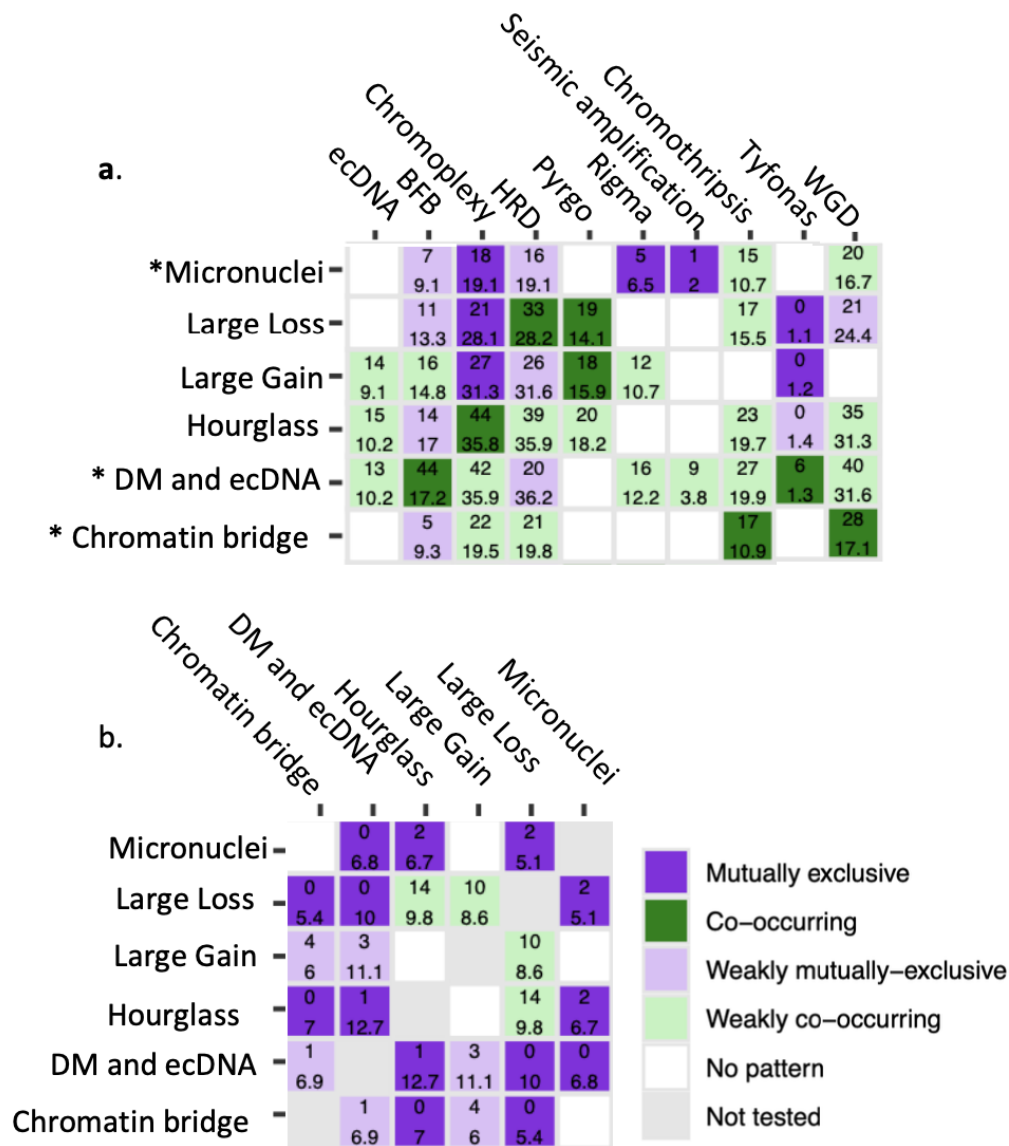 a.
ecDNA
BFB
Chromoplexy
HRD
Pyrgo
Rigma
Seismic amplification
Chromothripsis
Tyfonas
WGD
*Micronuclei
7 18 16 5 1 15 20
9.1 19.1 19.1 6.5 2 10.7 16.7
Large Loss
11 21 33 19 17 0 21
13.3 28.1 28.2 14.1 15.5 1.1 24.4
Large Gain
14 16 27 26 18 12 0
9.1 14.8 31.3 31.6 15.9 10.7 1.2
Hourglass
15 14 44 39 20 23 0 35
10.2 17 35.8 35.9 18.2 19.7 1.4 31.3
* DM and ecDNA
13 44 42 20 16 9 27 6 40
10.2 17.2 35.9 36.2 12.2 3.8 19.9 1.3 31.6
* Chromatin bridge
5 22 21 17 28
9.3 19.5 19.8 10.9 17.1
b.
Chromatin bridge
DM and ecDNA
Hourglass
Large Gain
Large Loss
Micronuclei
Micronuclei
0 2 2
6.8 6.7 5.1
Large Loss
0 0 14 10 2
5.4 10 9.8 8.6 5.1
Large Gain
4 3 10
6 11.1 8.6
Hourglass
0 1 14 2
7 12.7 9.8 6.7
DM and ecDNA
1 1 3 0 0
6.9 12.7 11.1 10 6.8
Chromatin bridge
1 0 4 0
6.9 7 6 5.4
Mutually exclusive
Co−occurring
Weakly mutually−exclusive
Weakly co−occurring
No pattern
Not tested